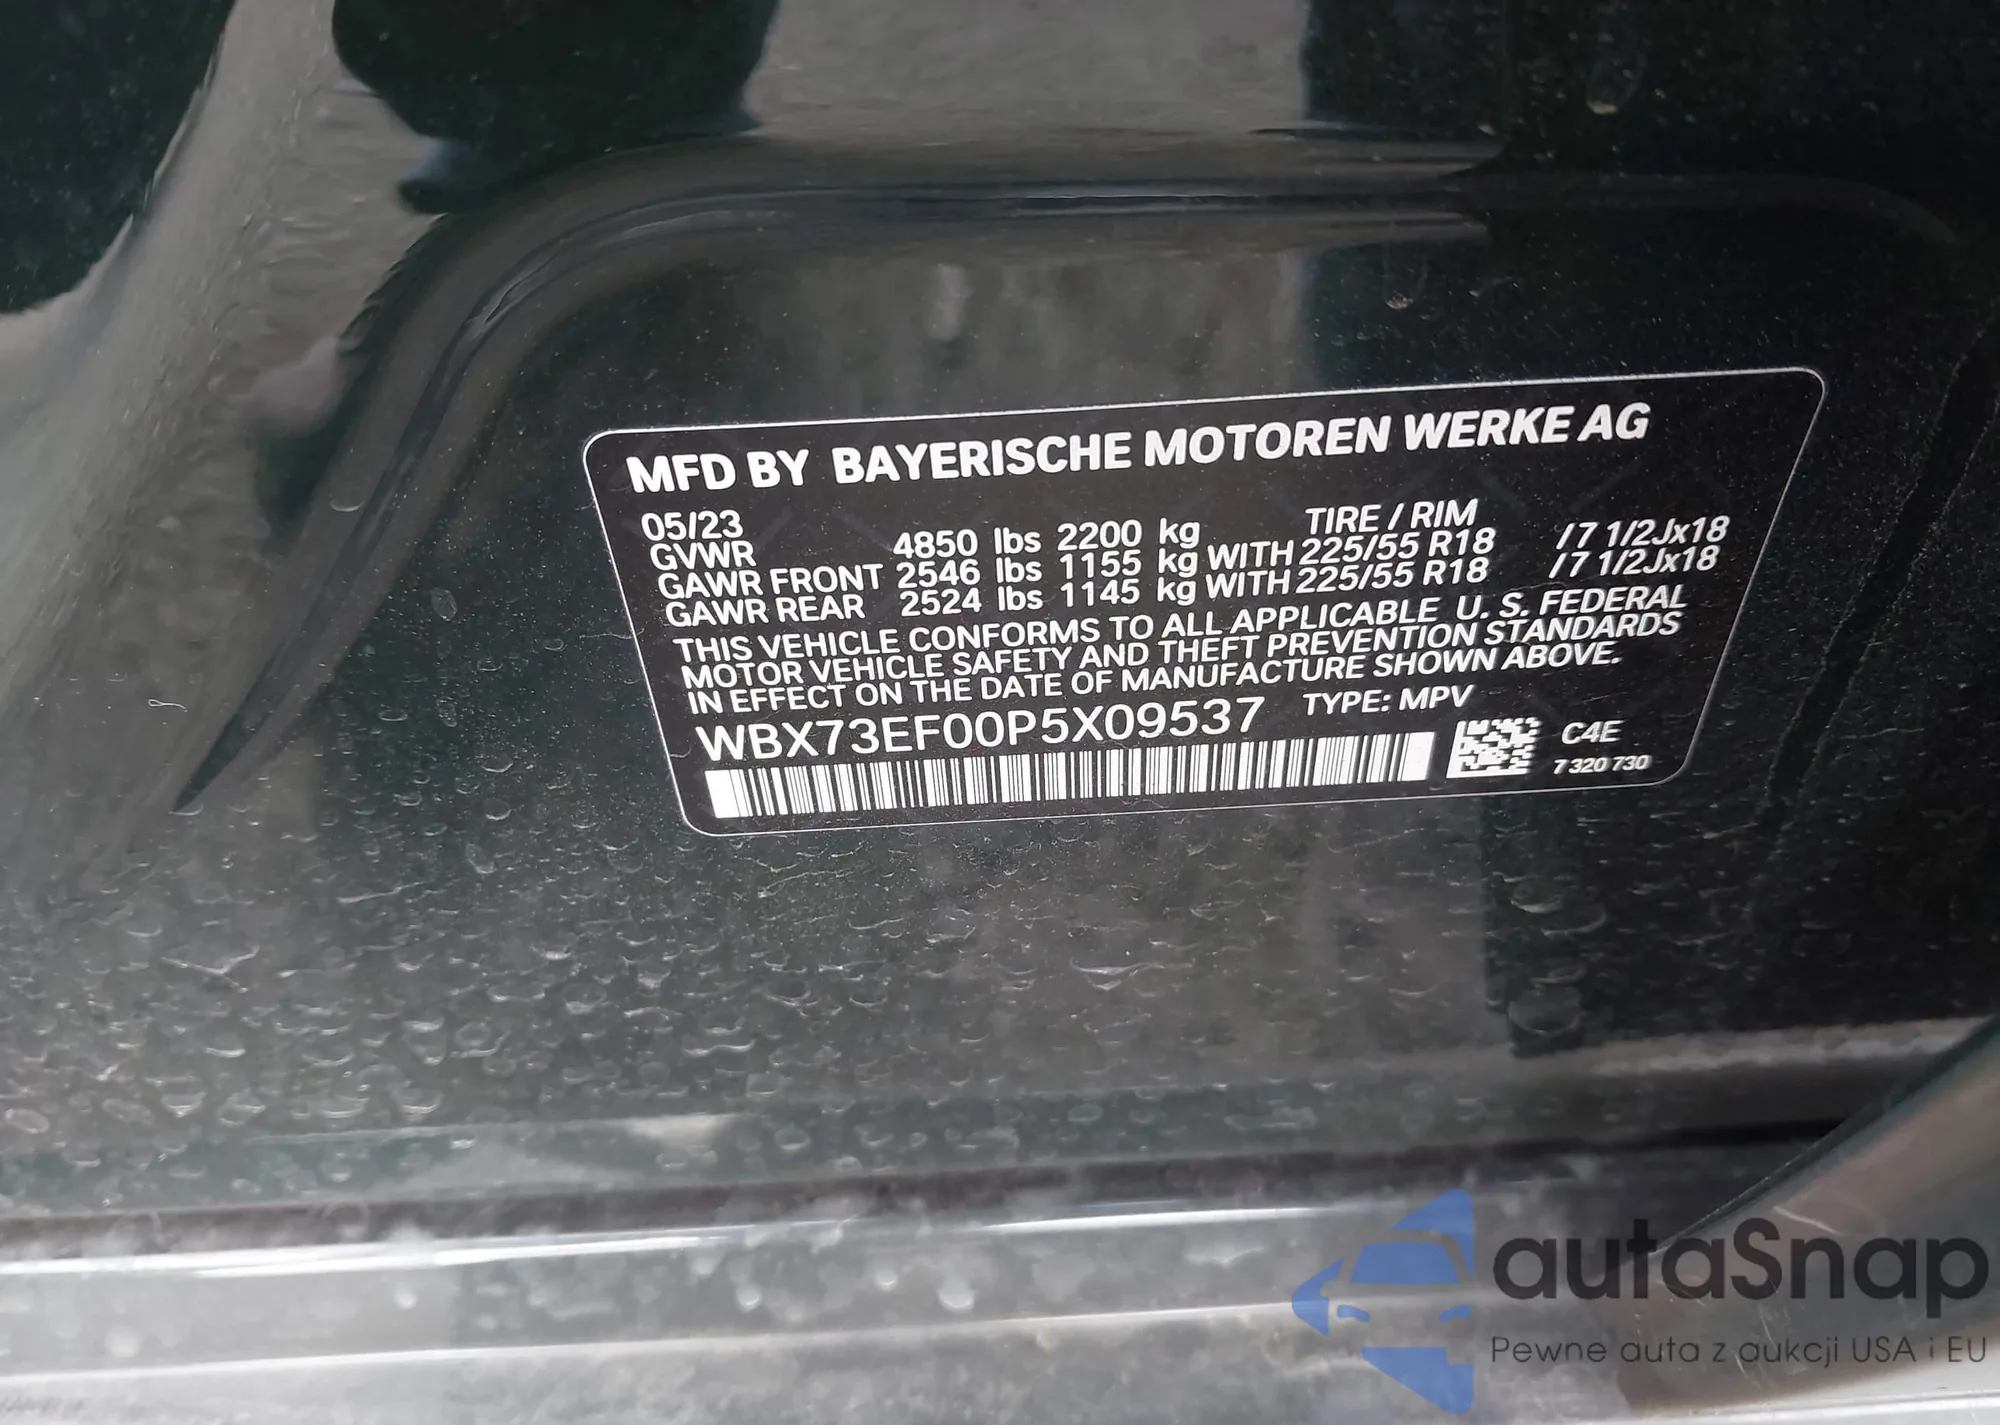 MFD BY BAYERISCHE MOTOREN WERKE AG
05/23 TIRE / RIM
GVWR 4850 lbs 2200 kg
GAWR FRONT 2546 lbs 1155 kg WITH 225/55 R18 /7 1/2Jx18
GAWR REAR 2524 lbs 1145 kg WITH 225/55 R18 /7 1/2Jx18
THIS VEHICLE CONFORMS TO ALL APPLICABLE U. S. FEDERAL
MOTOR VEHICLE SAFETY AND THEFT PREVENTION STANDARDS
IN EFFECT ON THE DATE OF MANUFACTURE SHOWN ABOVE.
WBX73EF00P5X09537 TYPE: MPV
C4E
7 320 730
autaSnap
Pewne auta z aukcji USA i EU